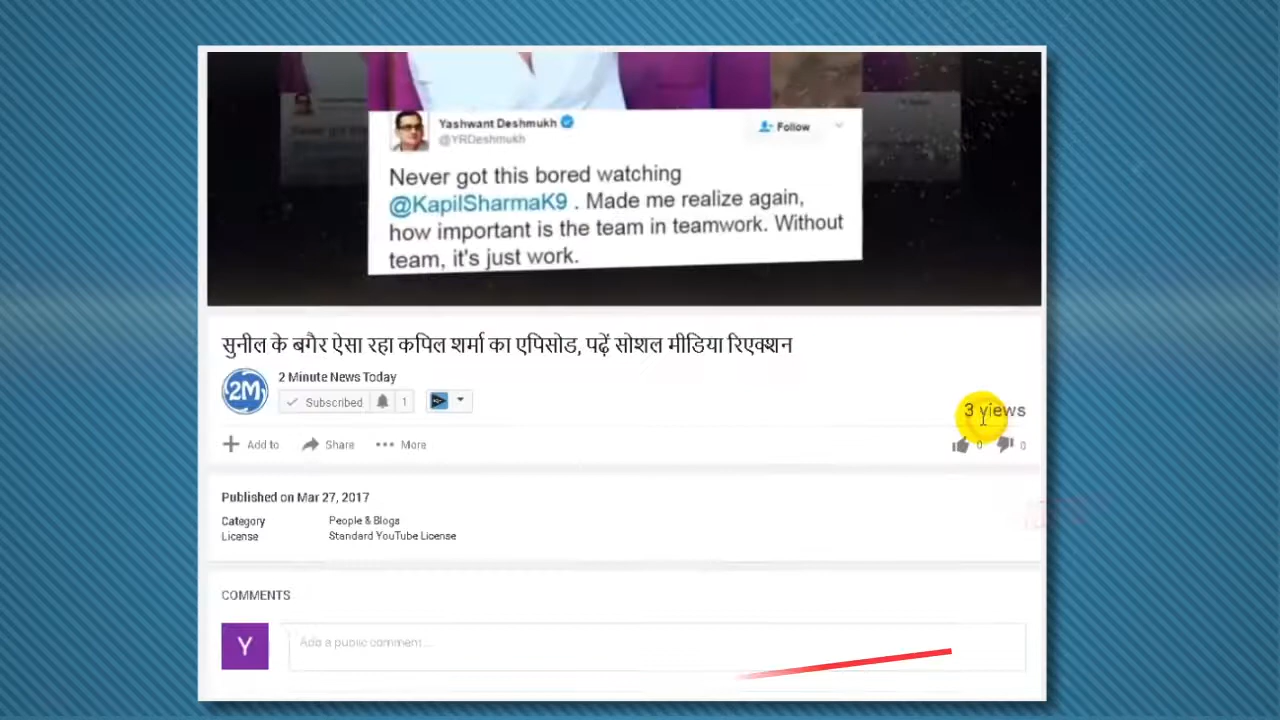 Yashwant Deshmukh
@YRDeshmukh
Follow
Never got this bored watching
@KapilSharmaK9 . Made me realize again,
how important is the team in teamwork. Without
team, it's just work.
सुनील के बगैर ऐसा रहा कपिल शर्मा का एपिसोड, पढ़ें सोशल मीडिया रिएक्शन
2M
2 Minute News Today
Subscribed 1
3 views
Add to Share More 0 0
Published on Mar 27, 2017
Category People & Blogs
License Standard YouTube License
COMMENTS
Y
Add a public comment...